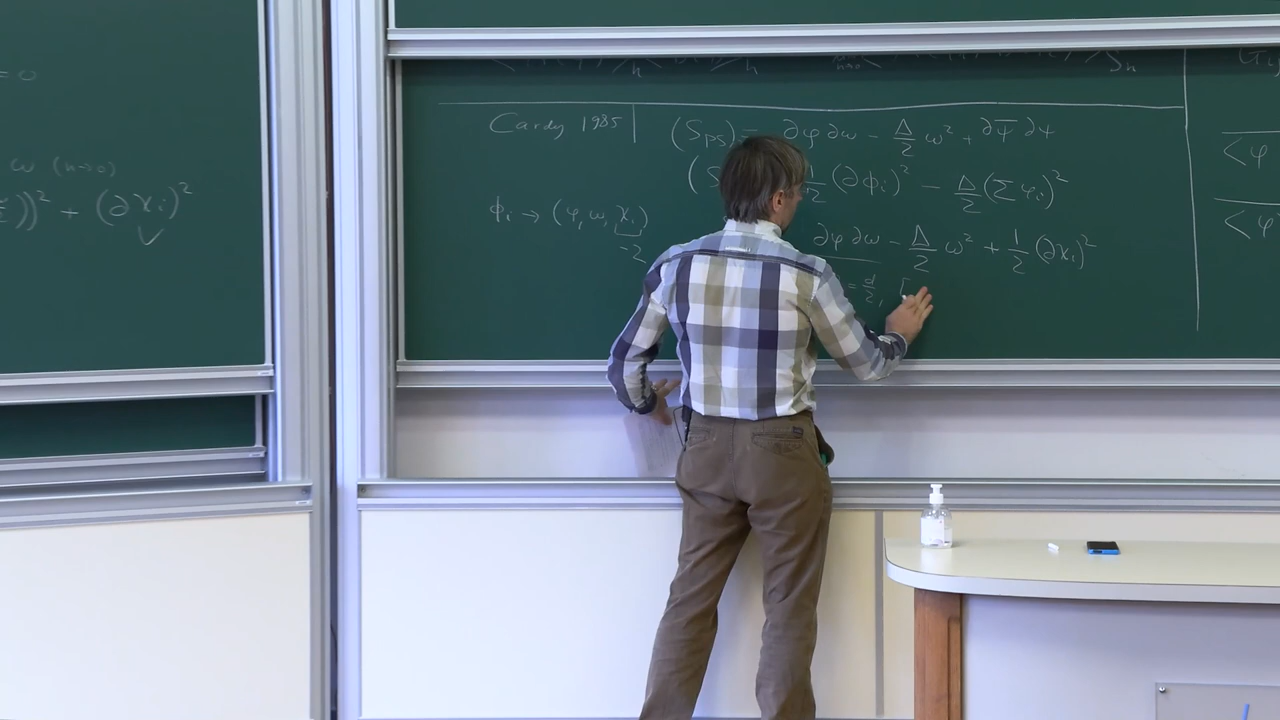 = 0
ω (n→0)
))² + (∂χᵢ)²
Cardy 1985
(S_PS) = ∂φ ∂ω − Δ/2 ω² + ∂ψ̄ ∂ψ
(S 1/2 (∂ϕᵢ)² − Δ/2 (Σ φᵢ)²
ϕᵢ → (φ, ω, χᵢ)
−2
∂φ ∂ω − Δ/2 ω² + 1/2 (∂χᵢ)²
= d/2, [
<φ
<φ